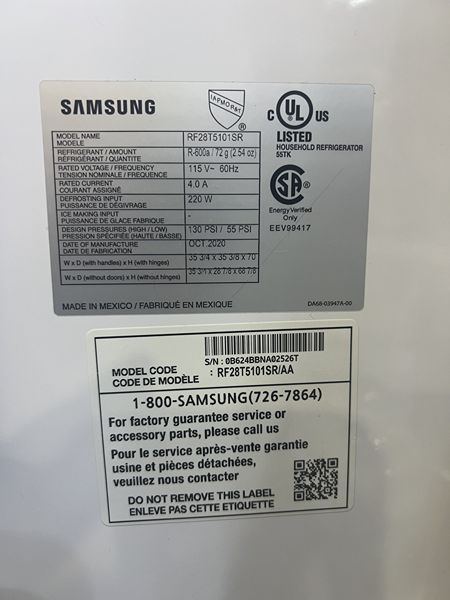 SAMSUNG
IAPMO R&T
®
C UL US
LISTED
HOUSEHOLD REFRIGERATOR
55TK
MODEL NAME
MODÈLE
RF28T5101SR
REFRIGERANT / AMOUNT
RÉFRIGÉRANT / QUANTITÉ
R-600a / 72 g (2.54 oz)
RATED VOLTAGE / FREQUENCY
TENSION NOMINALE / FREQUENCY
115 V~ 60Hz
RATED CURRENT
COURANT ASSIGNÉ
4.0 A
DEFROSTING INPUT
PUISSANCE DE DÉGIVRAGE
220 W
ICE MAKING INPUT
PUISSANCE DE GLACE FABRIQUE
-
DESIGN PRESSURES (HIGH / LOW)
PRESSION SPÉCIFIÉE (HAUTE / BASSE)
130 PSI / 55 PSI
DATE OF MANUFACTURE
DATE DE FABRICATION
OCT.2020
W x D (with handles) x H (with hinges)
35 3/4 x 35 3/8 x 70
W x D (without doors) x H (without hinges)
35 3/4 x 28 7/8 x 68 7/8
SA
®
Energy Verified
Only
EEV99417
MADE IN MEXICO / FABRIQUÉ EN MEXIQUE
DA68-03947A-00
S/N : 0B624BBNA02526T
MODEL CODE
CODE DE MODÈLE
: RF28T5101SR/AA
1-800-SAMSUNG(726-7864)
For factory guarantee service or
accessory parts, please call us
Pour le service après-vente garantie
usine et pièces détachées,
veuillez nous contacter
DO NOT REMOVE THIS LABEL
ENLEVE PAS CETTE ETIQUETTE